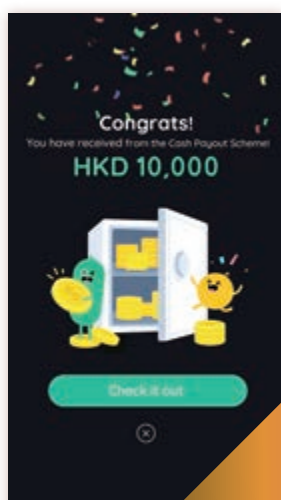 Congrats!
You have received from the Cash Payout Scheme!
HKD 10,000
Check it out